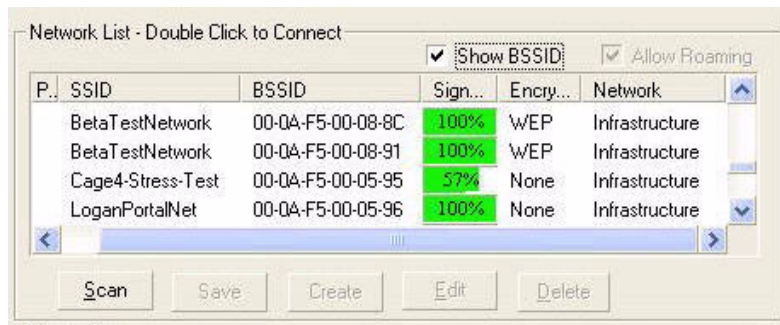 Network List - Double Click to Connect
Show BSSID Allow Roaming
P.. SSID BSSID Sign... Encry... Network
BetaTestNetwork 00-0A-F5-00-08-8C 100% WEP Infrastructure
BetaTestNetwork 00-0A-F5-00-08-91 100% WEP Infrastructure
Cage4-Stress-Test 00-0A-F5-00-05-95 57% None Infrastructure
LoganPortalNet 00-0A-F5-00-05-96 100% None Infrastructure
Scan Save Create Edit Delete